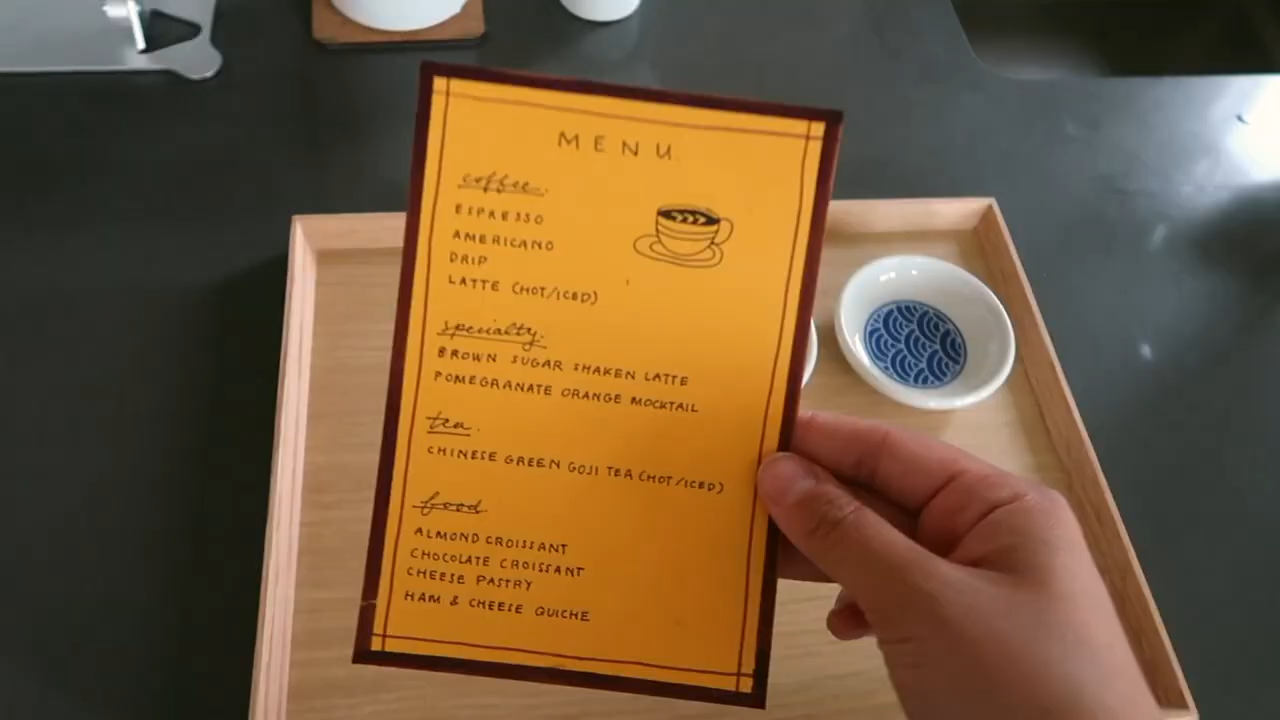 MENU
coffee.
ESPRESSO
AMERICANO
DRIP
LATTE (HOT/ICED)
specialty.
BROWN SUGAR SHAKEN LATTE
POMEGRANATE ORANGE MOCKTAIL
tea.
CHINESE GREEN GOJI TEA (HOT/ICED)
food
ALMOND CROISSANT
CHOCOLATE CROISSANT
CHEESE PASTRY
HAM & CHEESE QUICHE